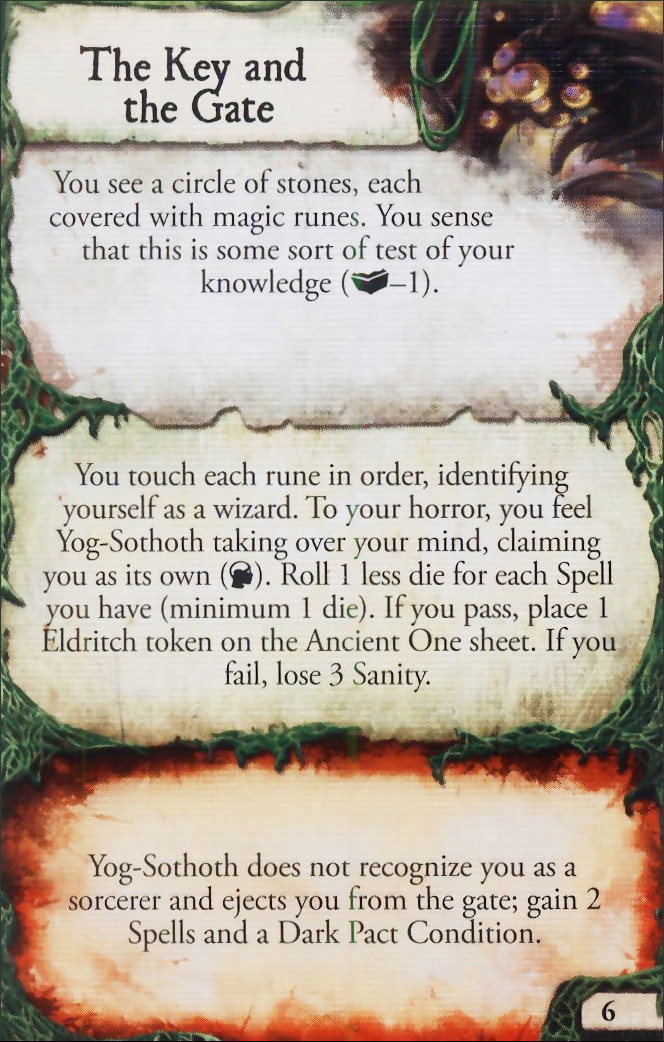 The Key and
the Gate
You see a circle of stones, each
covered with magic runes. You sense
that this is some sort of test of your
knowledge ( –1).
You touch each rune in order, identifying
yourself as a wizard. To your horror, you feel
Yog-Sothoth taking over your mind, claiming
you as its own ( ). Roll 1 less die for each Spell
you have (minimum 1 die). If you pass, place 1
Eldritch token on the Ancient One sheet. If you
fail, lose 3 Sanity.
Yog-Sothoth does not recognize you as a
sorcerer and ejects you from the gate; gain 2
Spells and a Dark Pact Condition.
6